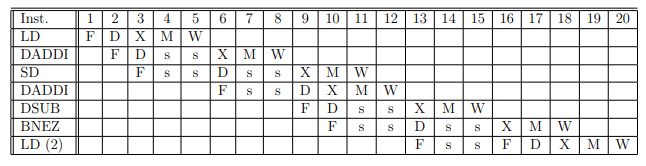 Inst. 1 2 3 4 5 6 7 8 9 10 11 12 13 14 15 16 17 18 19 20
LD F D X M W
DADDI F D s s X M W
SD F s s D s s X M W
DADDI F s s D X M W
DSUB F D s s X M W
BNEZ F s s D s s X M W
LD (2) F s s F D X M W